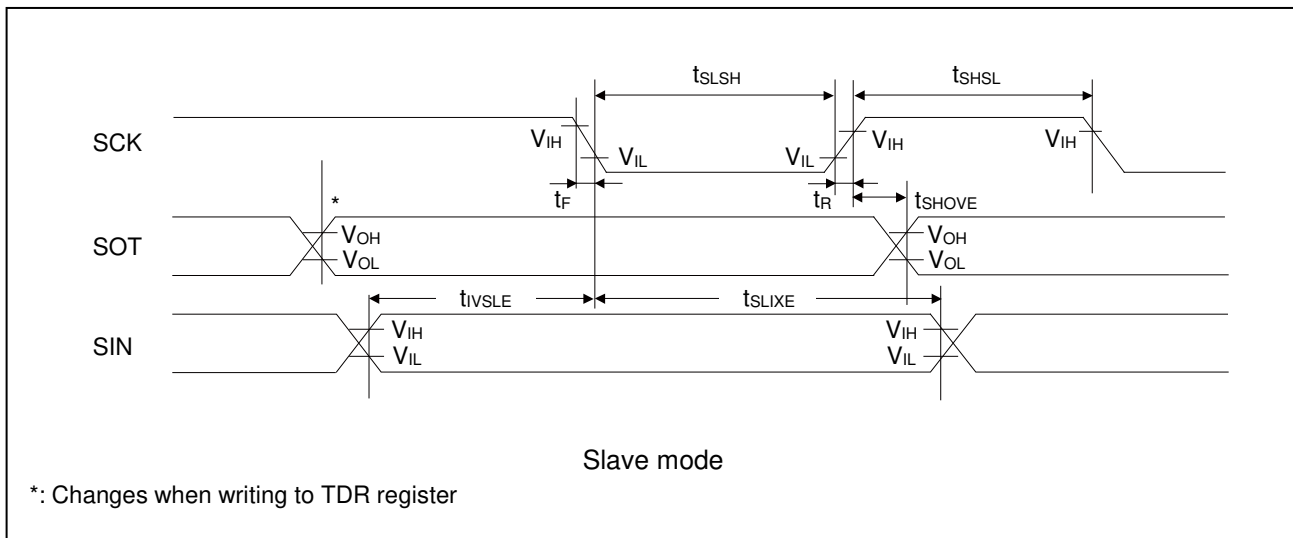 tSLSH tSHSL
SCK VIH VIL VIL VIH VIH
tF tR tSHOVE
*
SOT VOH VOH
VOL VOL
tIVSLE tSLIXE
SIN VIH VIH
VIL VIL
Slave mode
*: Changes when writing to TDR register